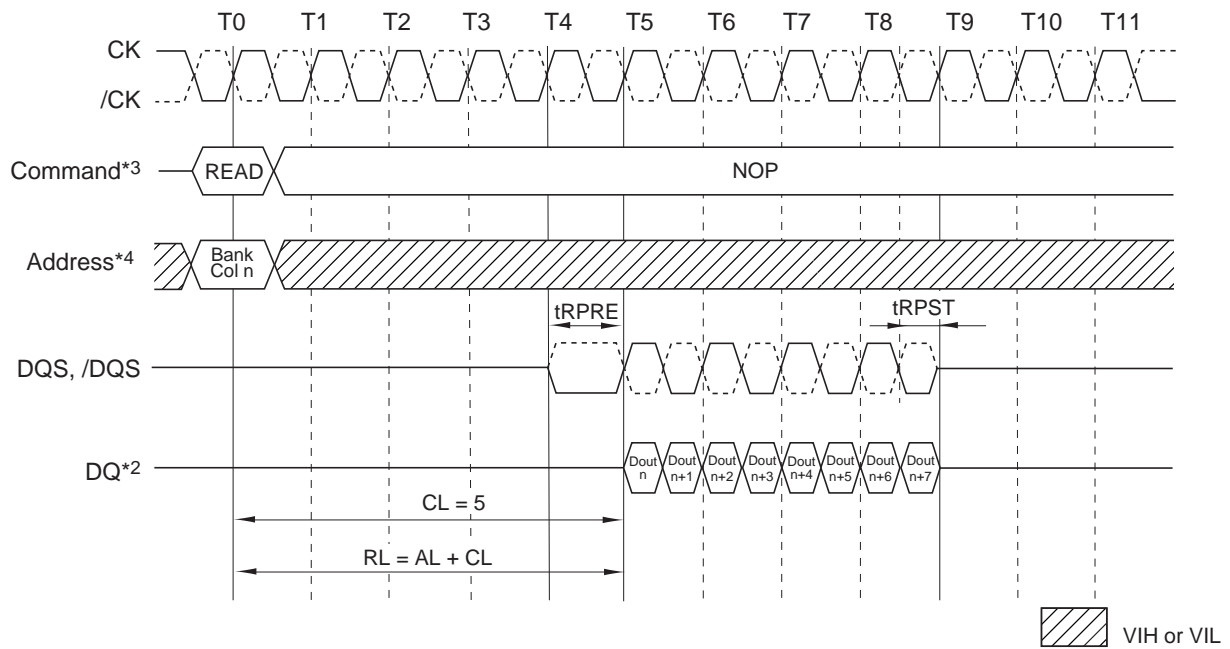 T0 T1 T2 T3 T4 T5 T6 T7 T8 T9 T10 T11
CK
/CK
Command*3
READ
NOP
Address*4
Bank
Col n
tRPRE
tRPST
DQS, /DQS
DQ*2
Dout
n
Dout
n+1
Dout
n+2
Dout
n+3
Dout
n+4
Dout
n+5
Dout
n+6
Dout
n+7
CL = 5
RL = AL + CL
VIH or VIL